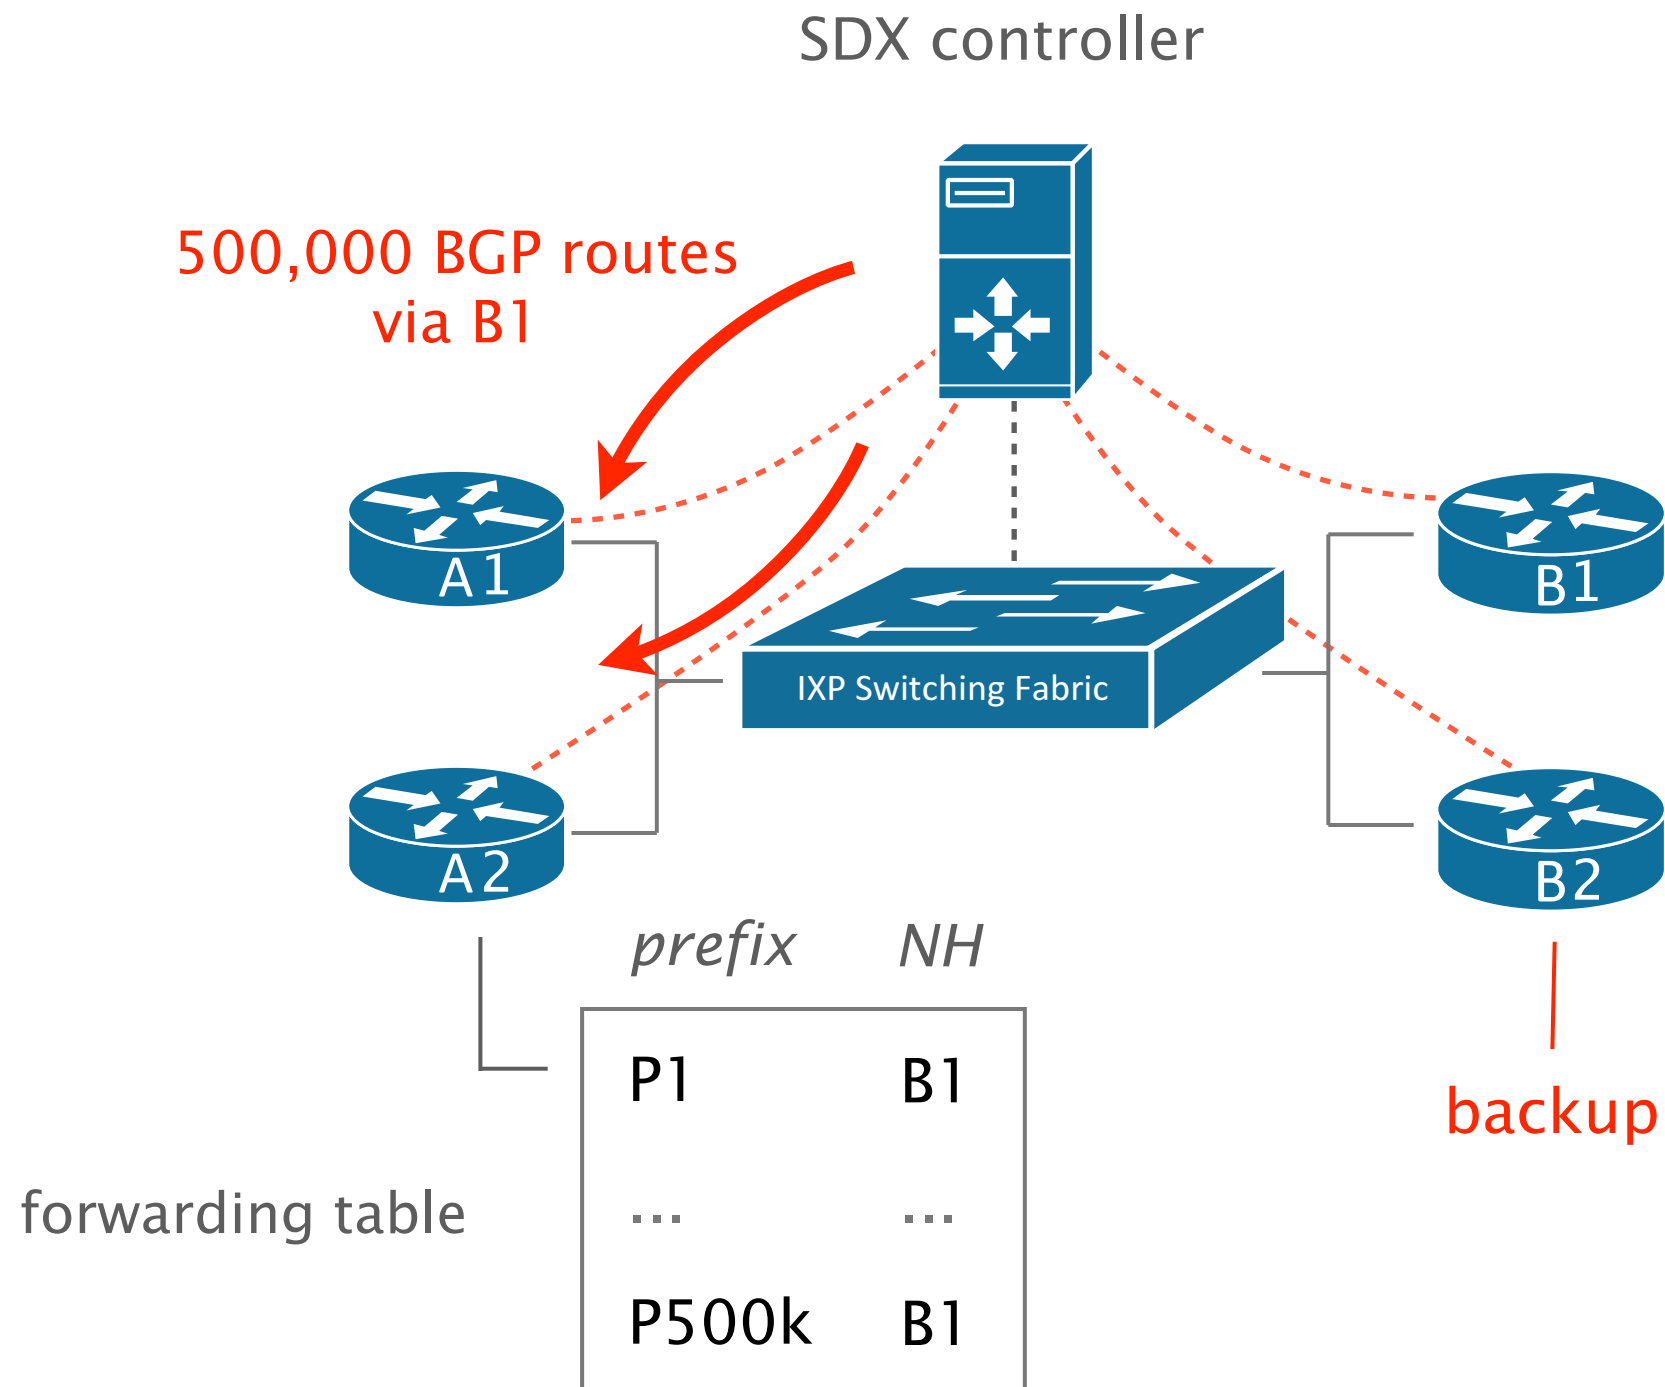 SDX controller
500,000 BGP routes
via B1
A1
B1
IXP Switching Fabric
A2
B2
prefix NH
P1 B1
backup
forwarding table
... ...
P500k B1